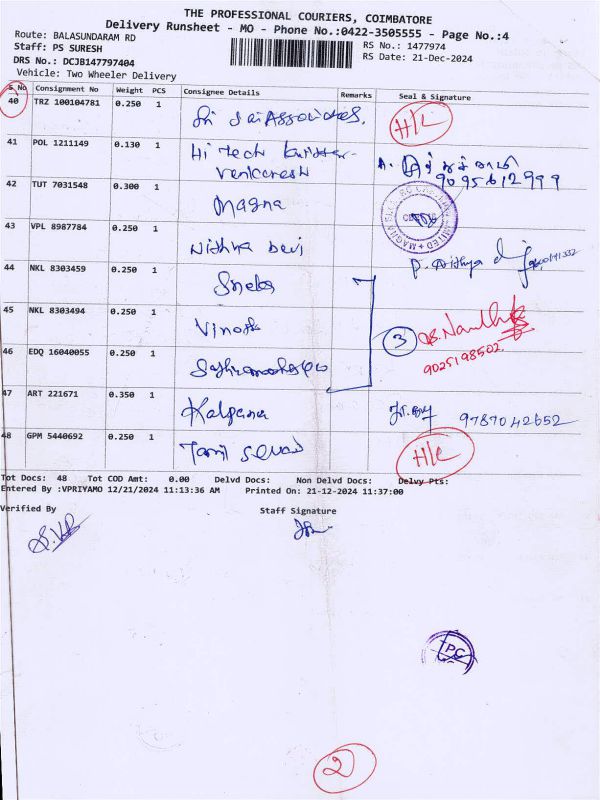 THE PROFESSIONAL COURIERS, COIMBATORE
Delivery Runsheet - MO - Phone No.:0422-3505555 - Page No.:4
Route: BALASUNDARAM RD
RS No.: 1477974
Staff: PS SURESH
RS Date: 21-Dec-2024
DRS No.: DCJB147797404
Vehicle: Two Wheeler Delivery
S No Consignment No Weight PCS Consignee Details Remarks Seal & Signature
40 TRZ 100104781 0.250 1 Sri Sai Associates. H/C
41 POL 1211149 0.130 1 Hi Tech
Venkatesh 9095612999
42 TUT 7031548 0.300 1 Magna
43 VPL 8987784 0.250 1 Nithya Devi P. Nithya
44 NKL 8303459 0.250 1 Sneha
45 NKL 8303494 0.250 1 Vinoth 3
9025198502
46 EDQ 16040055 0.250 1
47 ART 221671 0.350 1 Kalpana 9787042652
48 GPM 5440692 0.250 1 Tamil H/C
Tot Docs: 48 Tot COD Amt: 0.00 Delvd Docs: Non Delvd Docs: Delvy Pts:
Entered By :VPRIYAMO 12/21/2024 11:13:36 AM Printed On: 21-12-2024 11:37:00
Verified By Staff Signature
PC
2